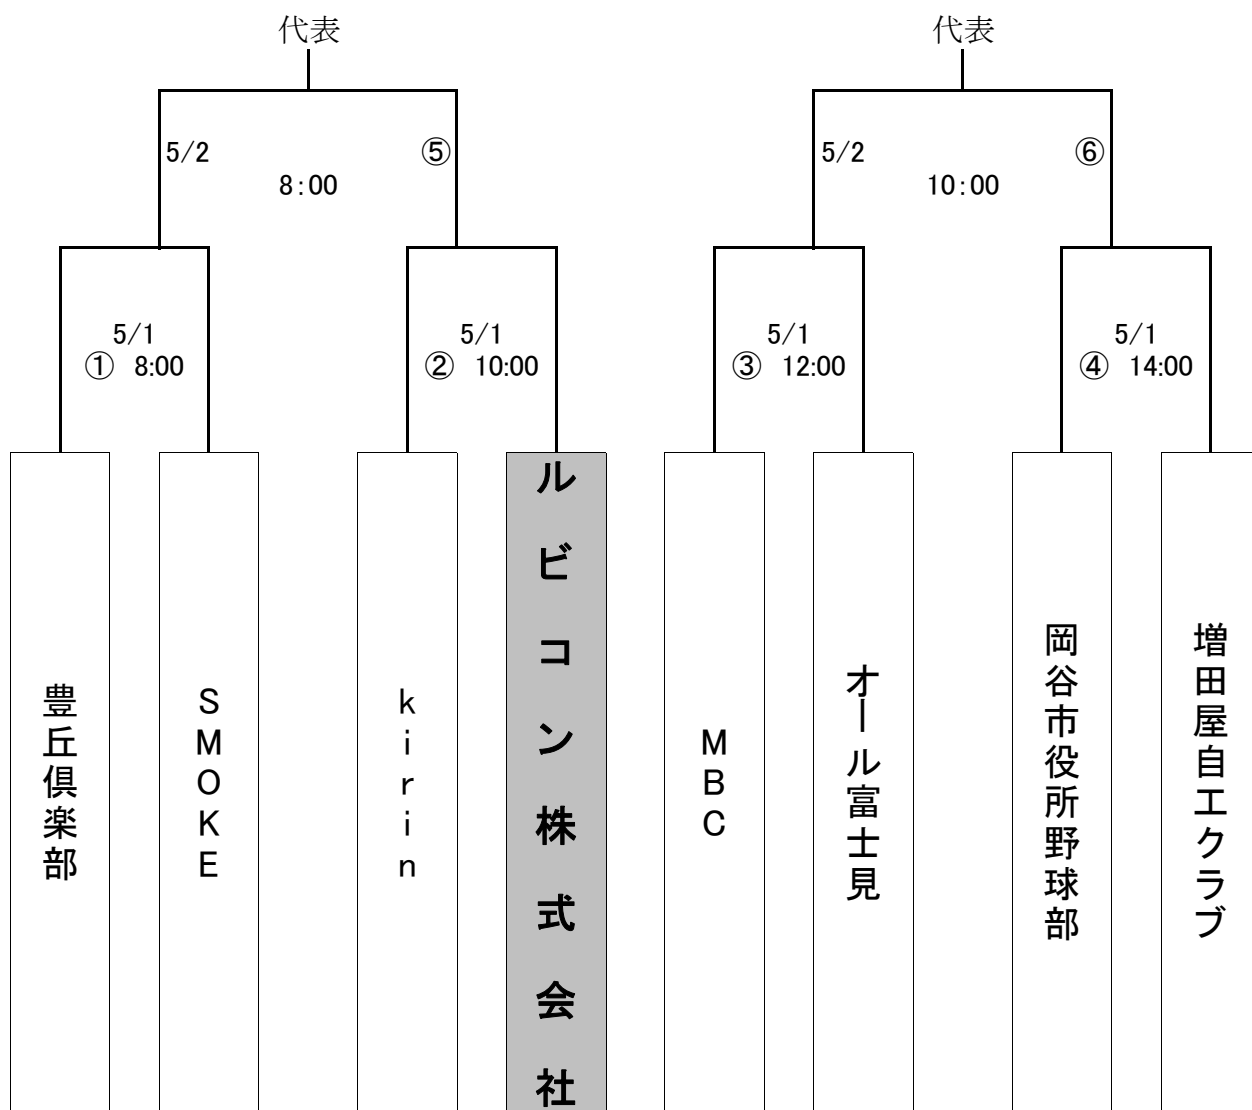 代表
代表
5/2
⑤
8:00
5/2
⑥
10:00
5/1
① 8:00
5/1
② 10:00
5/1
③ 12:00
5/1
④ 14:00
豊丘倶楽部
SMOKE
kirin
ルビコン株式会社
MBC
オール富士見
岡谷市役所野球部
増田屋自工クラブ